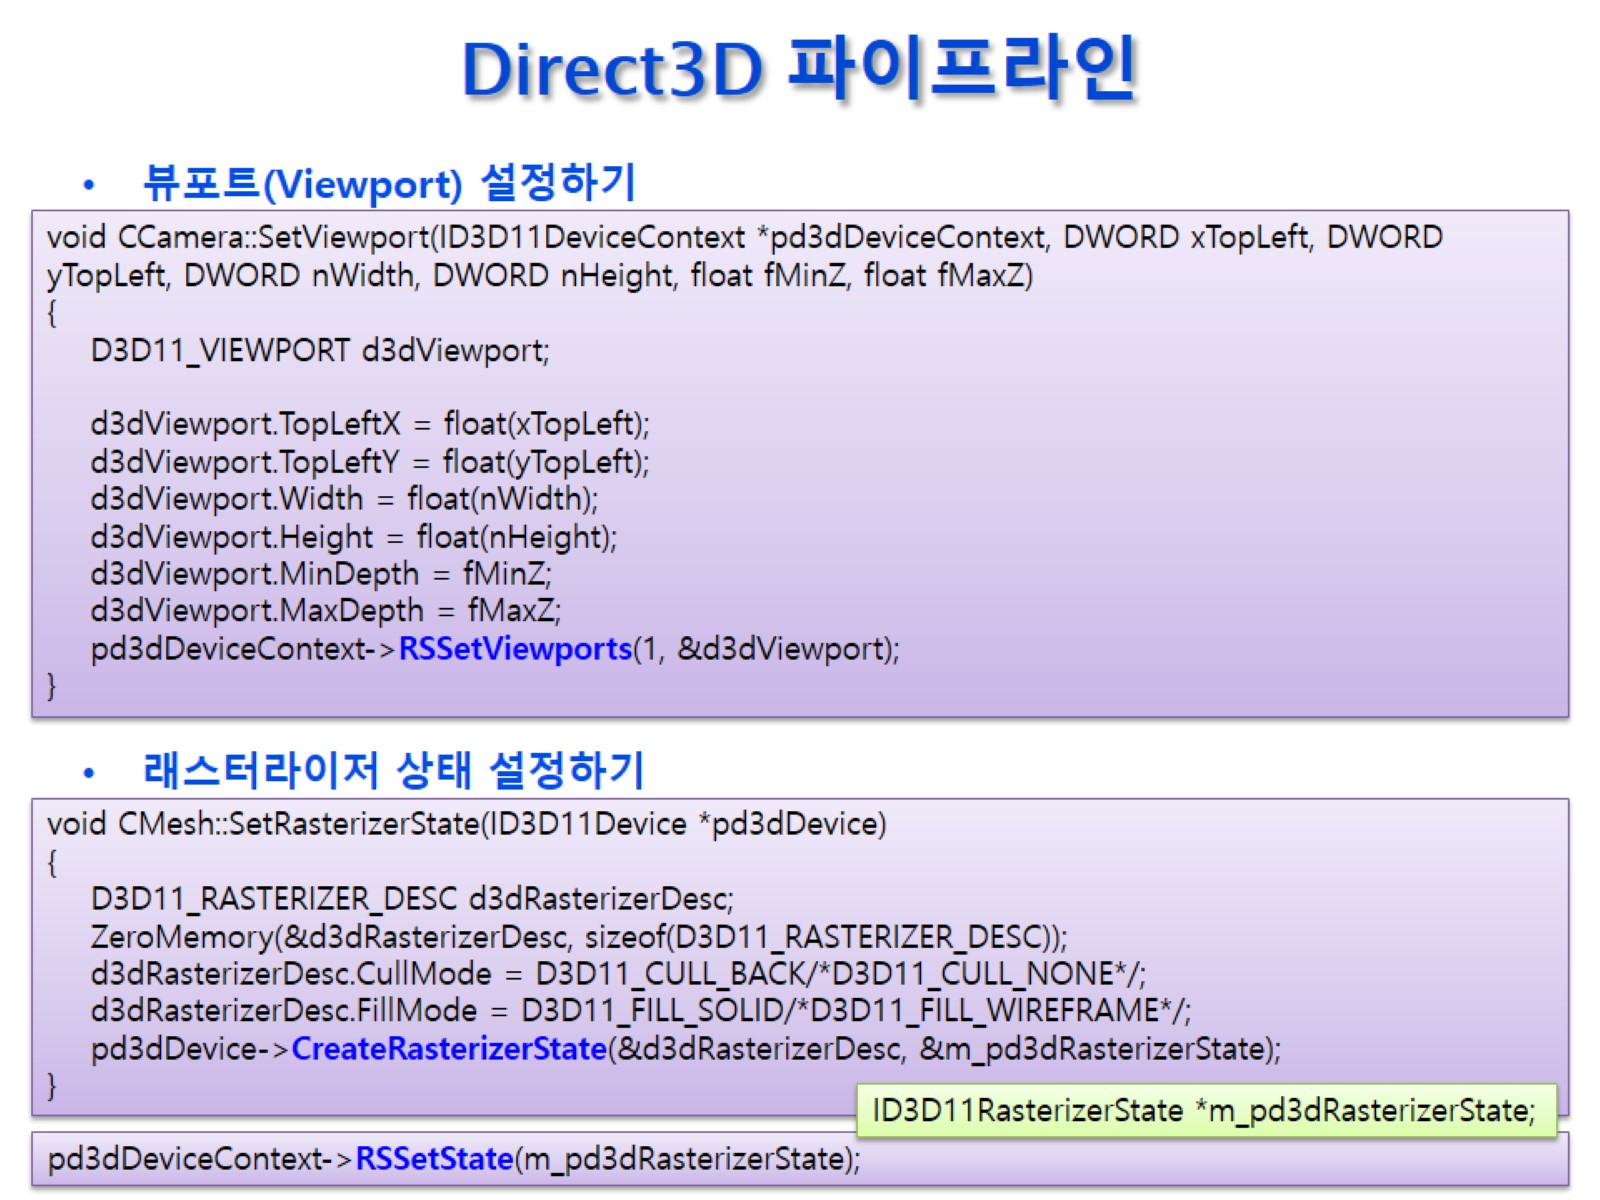 Direct3D 파이프라인
• 뷰포트(Viewport) 설정하기
void CCamera::SetViewport(ID3D11DeviceContext *pd3dDeviceContext, DWORD xTopLeft, DWORD
yTopLeft, DWORD nWidth, DWORD nHeight, float fMinZ, float fMaxZ)
{
D3D11_VIEWPORT d3dViewport;
d3dViewport.TopLeftX = float(xTopLeft);
d3dViewport.TopLeftY = float(yTopLeft);
d3dViewport.Width = float(nWidth);
d3dViewport.Height = float(nHeight);
d3dViewport.MinDepth = fMinZ;
d3dViewport.MaxDepth = fMaxZ;
pd3dDeviceContext->RSSetViewports(1, &d3dViewport);
}
• 래스터라이저 상태 설정하기
void CMesh::SetRasterizerState(ID3D11Device *pd3dDevice)
{
D3D11_RASTERIZER_DESC d3dRasterizerDesc;
ZeroMemory(&d3dRasterizerDesc, sizeof(D3D11_RASTERIZER_DESC));
d3dRasterizerDesc.CullMode = D3D11_CULL_BACK/*D3D11_CULL_NONE*/;
d3dRasterizerDesc.FillMode = D3D11_FILL_SOLID/*D3D11_FILL_WIREFRAME*/;
pd3dDevice->CreateRasterizerState(&d3dRasterizerDesc, &m_pd3dRasterizerState);
}
ID3D11RasterizerState *m_pd3dRasterizerState;
pd3dDeviceContext->RSSetState(m_pd3dRasterizerState);